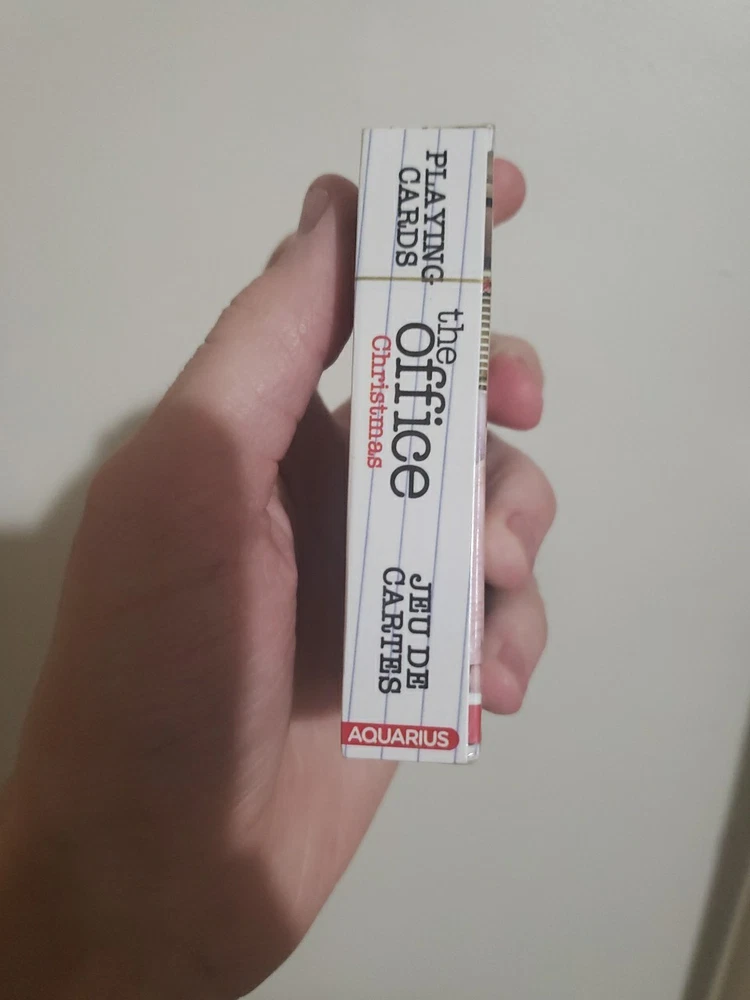 PLAYING
CARDS
the
office
Christmas
JEU DE
CARTES
AQUARIUS